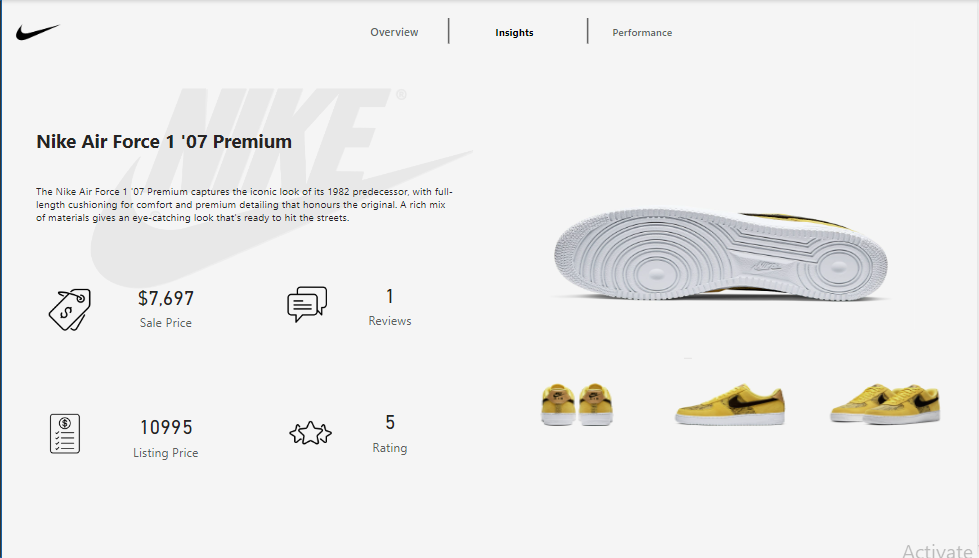 Overview
Insights
Performance
NIKE®
Nike Air Force 1 '07 Premium
The Nike Air Force 1 '07 Premium captures the iconic look of its 1982 predecessor, with full-
length cushioning for comfort and premium detailing that honours the original. A rich mix
of materials gives an eye-catching look that's ready to hit the streets.
$7,697
Sale Price
1
Reviews
10995
Listing Price
5
Rating
Activate